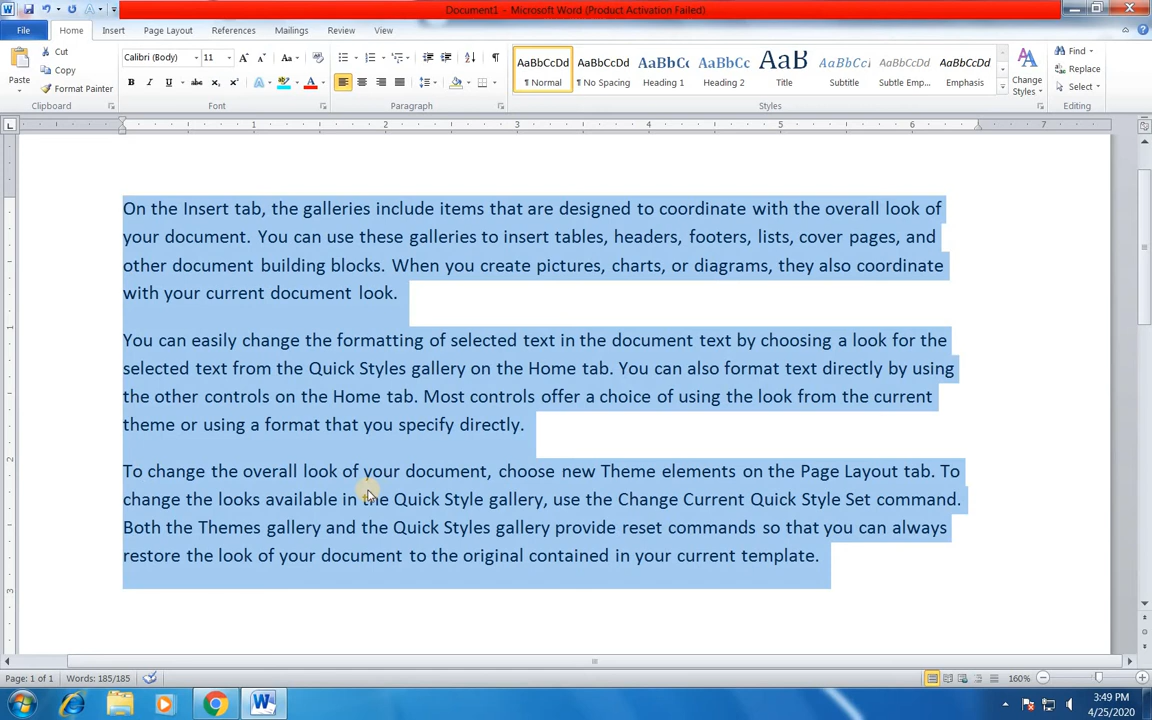 Document1 - Microsoft Word (Product Activation Failed)
File Home Insert Page Layout References Mailings Review View
Paste
Cut
Copy
Format Painter
Clipboard
Calibri (Body) 11
Font
Paragraph
AaBbCcDd AaBbCcDd AaBbCc AaBbCc AaB AaBbCcI AaBbCcDd AaBbCcDd
¶ Normal ¶ No Spacing Heading 1 Heading 2 Title Subtitle Subtle Emp... Emphasis
Styles
Change Styles
Find
Replace
Select
Editing
1 2 3 4 5 6 7
On the Insert tab, the galleries include items that are designed to coordinate with the overall look of
your document. You can use these galleries to insert tables, headers, footers, lists, cover pages, and
other document building blocks. When you create pictures, charts, or diagrams, they also coordinate
with your current document look.
You can easily change the formatting of selected text in the document text by choosing a look for the
selected text from the Quick Styles gallery on the Home tab. You can also format text directly by using
the other controls on the Home tab. Most controls offer a choice of using the look from the current
theme or using a format that you specify directly.
To change the overall look of your document, choose new Theme elements on the Page Layout tab. To
change the looks available in the Quick Style gallery, use the Change Current Quick Style Set command.
Both the Themes gallery and the Quick Styles gallery provide reset commands so that you can always
restore the look of your document to the original contained in your current template.
1
2
3
Page: 1 of 1 Words: 185/185 160%
3:49 PM
4/25/2020